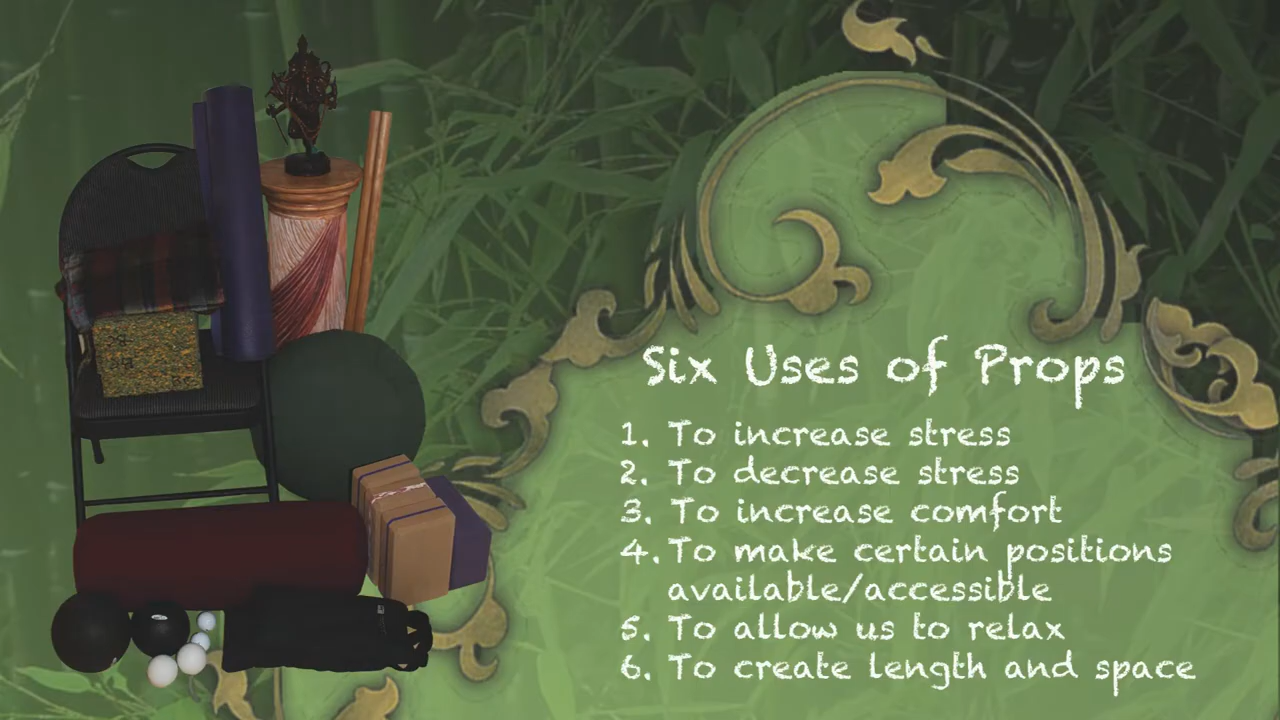 Six Uses of Props
1. To increase stress
2. To decrease stress
3. To increase comfort
4. To make certain positions
available/accessible
5. To allow us to relax
6. To create length and space